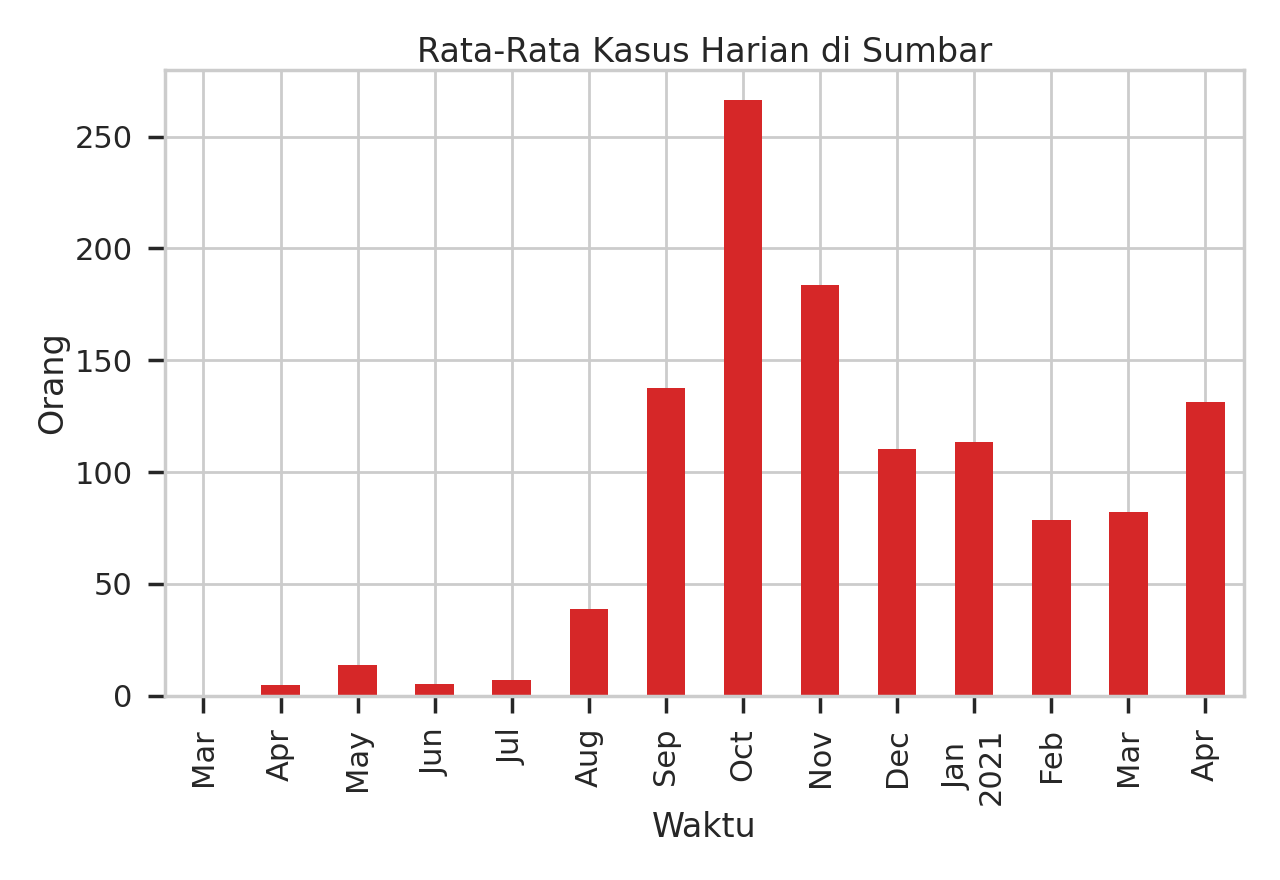 Rata-Rata Kasus Harian di Sumbar
Orang
250
200
150
100
50
0
Mar
Apr
May
Jun
Jul
Aug
Sep
Oct
Nov
Dec
Jan
2021
Feb
Mar
Apr
Waktu